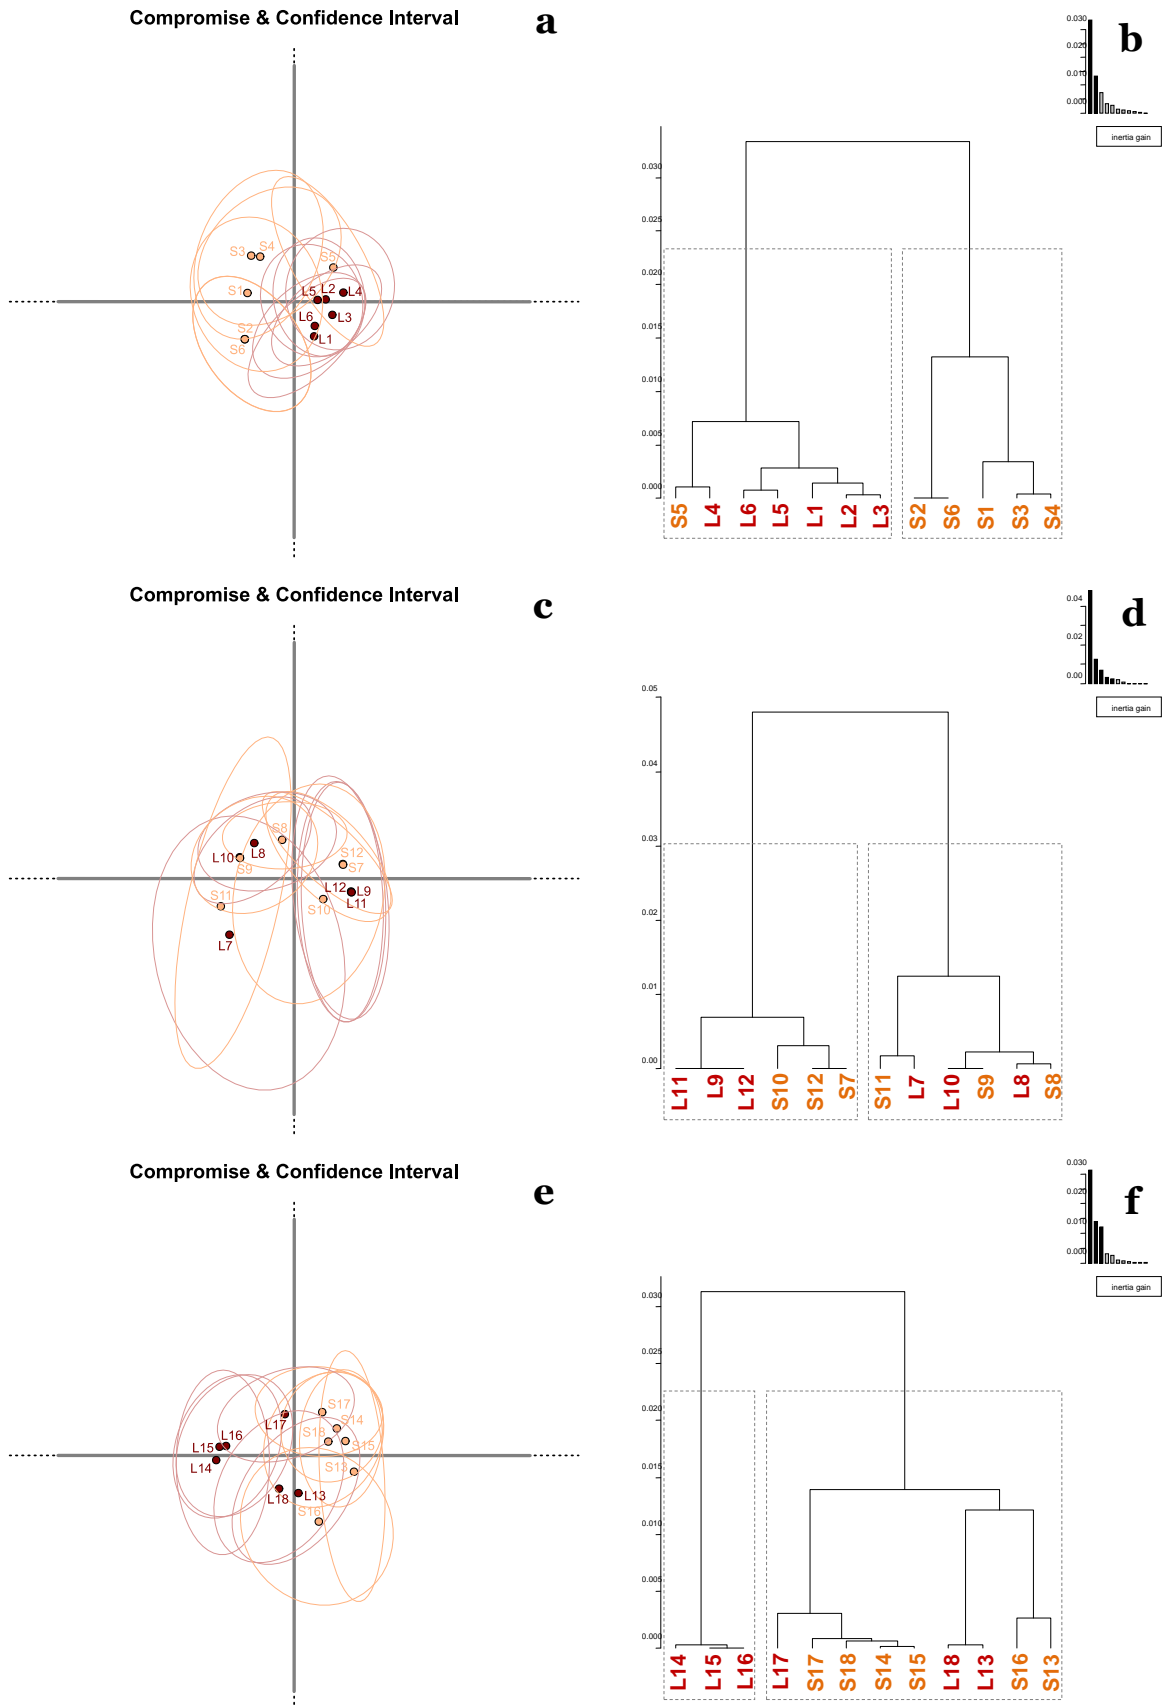 Compromise & Confidence Interval
a
S3
S4
S5
S1
L5
L2
L4
L6
L3
S2
L1
S6
b
0.030
0.010
0.000
inertia gain
0.030
0.025
0.020
0.015
0.010
0.005
0.000
S5 L4 L6 L5 L1 L2 L3 S2 S6 S1 S3 S4
Compromise & Confidence Interval
c
S8
L10
L8
S12
S9
S7
L12
L9
S11
L11
S10
L7
d
0.04
0.02
0.00
inertia gain
0.05
0.04
0.03
0.02
0.01
0.00
L11 L9 L12 S10 S12 S7 S11 L7 L10 S9 L8 S8
Compromise & Confidence Interval
e
S17
L17
S14
L16
S18
L15
S15
L14
S13
L18
L13
S16
f
0.030
0.020
0.010
0.000
inertia gain
0.030
0.025
0.020
0.015
0.010
0.005
0.000
L14 L15 L16 L17 S17 S18 S14 S15 L18 L13 S16 S13